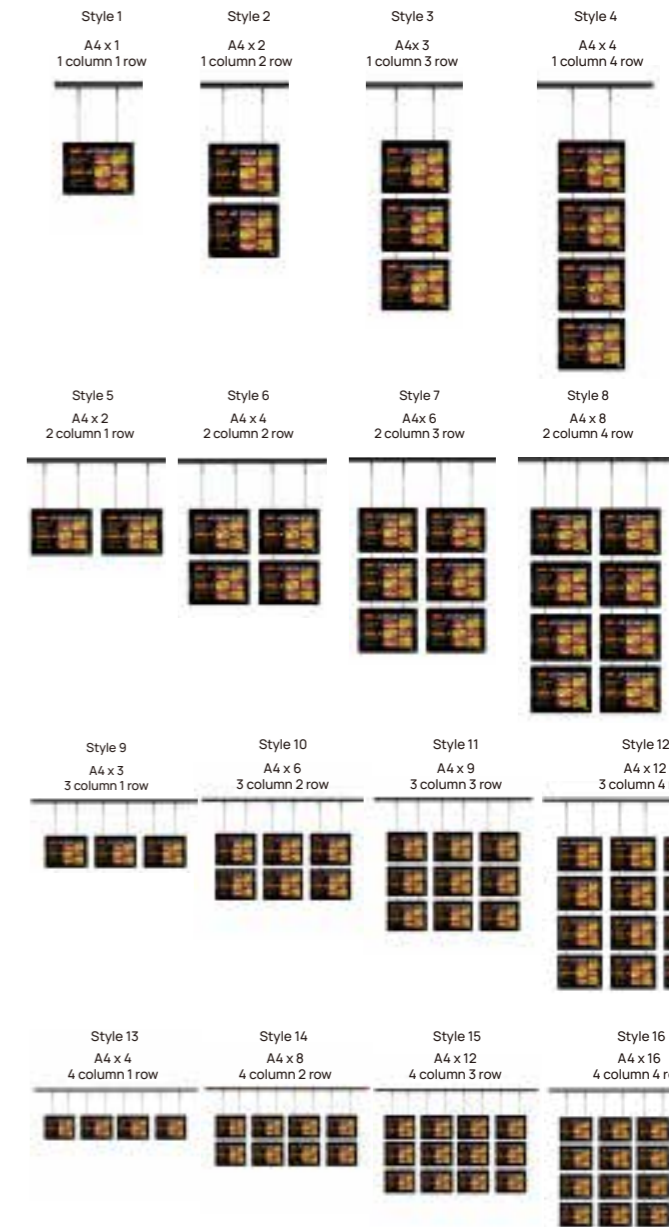 Style 1
A4 x 1
1 column 1 row
Style 2
A4 x 2
1 column 2 row
Style 3
A4x 3
1 column 3 row
Style 4
A4 x 4
1 column 4 row
Style 5
A4 x 2
2 column 1 row
Style 6
A4 x 4
2 column 2 row
Style 7
A4x 6
2 column 3 row
Style 8
A4 x 8
2 column 4 row
Style 9
A4 x 3
3 column 1 row
Style 10
A4 x 6
3 column 2 row
Style 11
A4 x 9
3 column 3 row
Style 12
A4 x 12
3 column 4
Style 13
A4 x 4
4 column 1 row
Style 14
A4 x 8
4 column 2 row
Style 15
A4 x 12
4 column 3 row
Style 16
A4 x 16
4 column 4 r